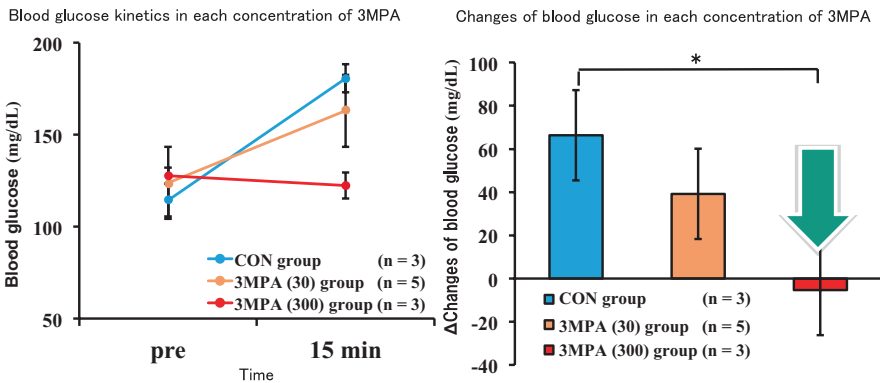 Blood glucose kinetics in each concentration of 3MPA
Blood glucose (mg/dL)
200
150
100
50
CON group (n = 3)
3MPA (30) group (n = 5)
3MPA (300) group (n = 3)
pre 15 min
Time
Changes of blood glucose in each concentration of 3MPA
ΔChanges of blood glucose (mg/dL)
100
80
60
40
20
0
-20
-40
*
CON group (n = 3)
3MPA (30) group (n = 5)
3MPA (300) group (n = 3)